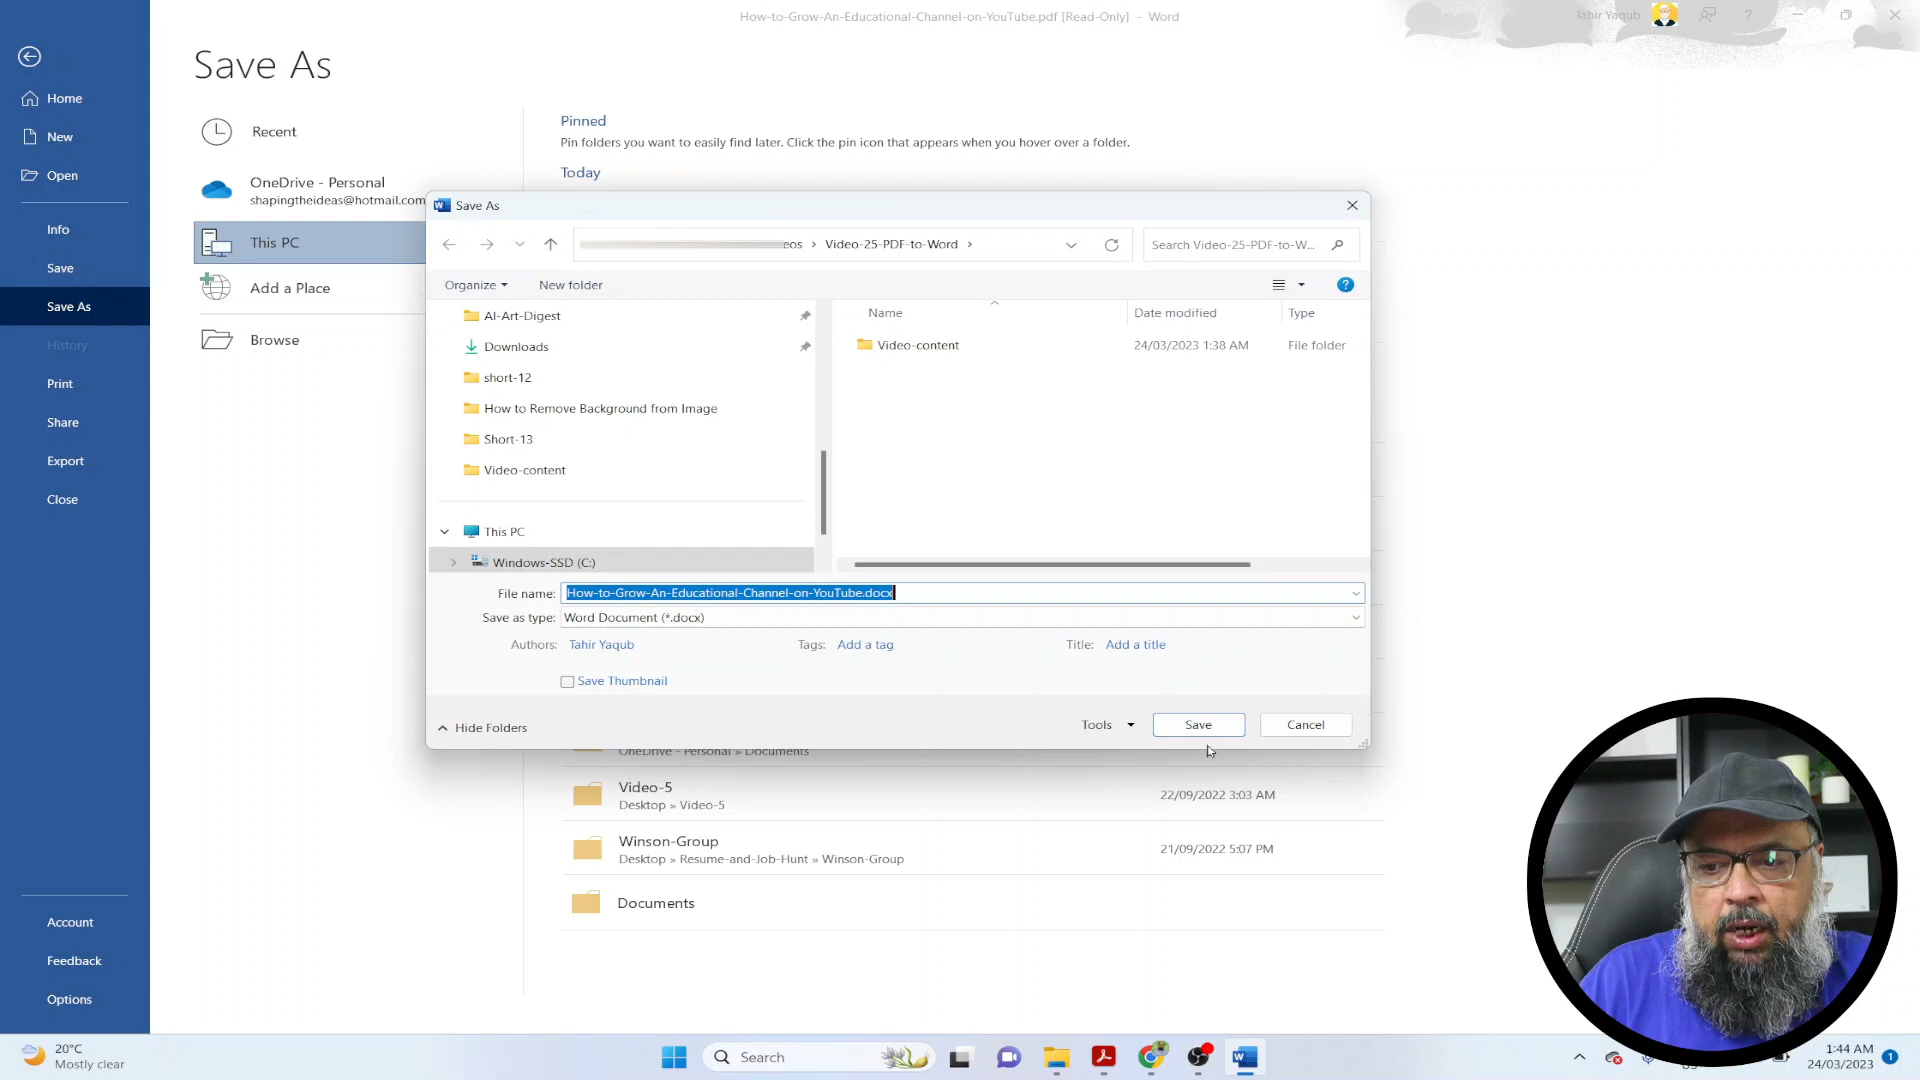 How-to-Grow-An-Educational-Channel-on-YouTube.pdf [Read-Only] - Word
Tahir Yaqub
Save As
Home
New
Open
Info
Save
Save As
History
Print
Share
Export
Close
Account
Feedback
Options
Recent
OneDrive - Personal
shapingtheideas@hotmail.com
This PC
Add a Place
Browse
Pinned
Pin folders you want to easily find later. Click the pin icon that appears when you hover over a folder.
Today
Save As
eos › Video-25-PDF-to-Word ›
Search Video-25-PDF-to-W...
Organize
New folder
AI-Art-Digest
Downloads
short-12
How to Remove Background from Image
Short-13
Video-content
This PC
Windows-SSD (C:)
Name Date modified Type
Video-content 24/03/2023 1:38 AM File folder
File name: How-to-Grow-An-Educational-Channel-on-YouTube.docx
Save as type: Word Document (*.docx)
Authors: Tahir Yaqub Tags: Add a tag Title: Add a title
Save Thumbnail
Hide Folders
Tools
Save
Cancel
OneDrive - Personal » Documents
Video-5
Desktop » Video-5
22/09/2022 3:03 AM
Winson-Group
Desktop » Resume-and-Job-Hunt » Winson-Group
21/09/2022 5:07 PM
Documents
20°C
Mostly clear
Search
1:44 AM
24/03/2023
1